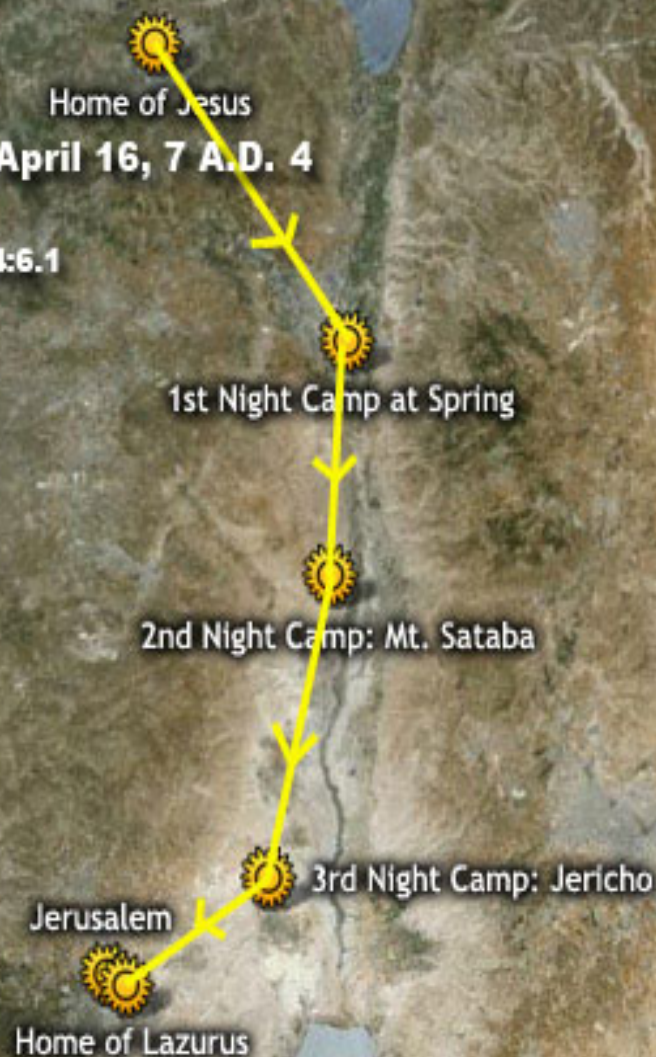 Home of Jesus
April 16, 7 A.D. 4
4:6.1
1st Night Camp at Spring
2nd Night Camp: Mt. Sataba
3rd Night Camp: Jericho
Jerusalem
Home of Lazurus